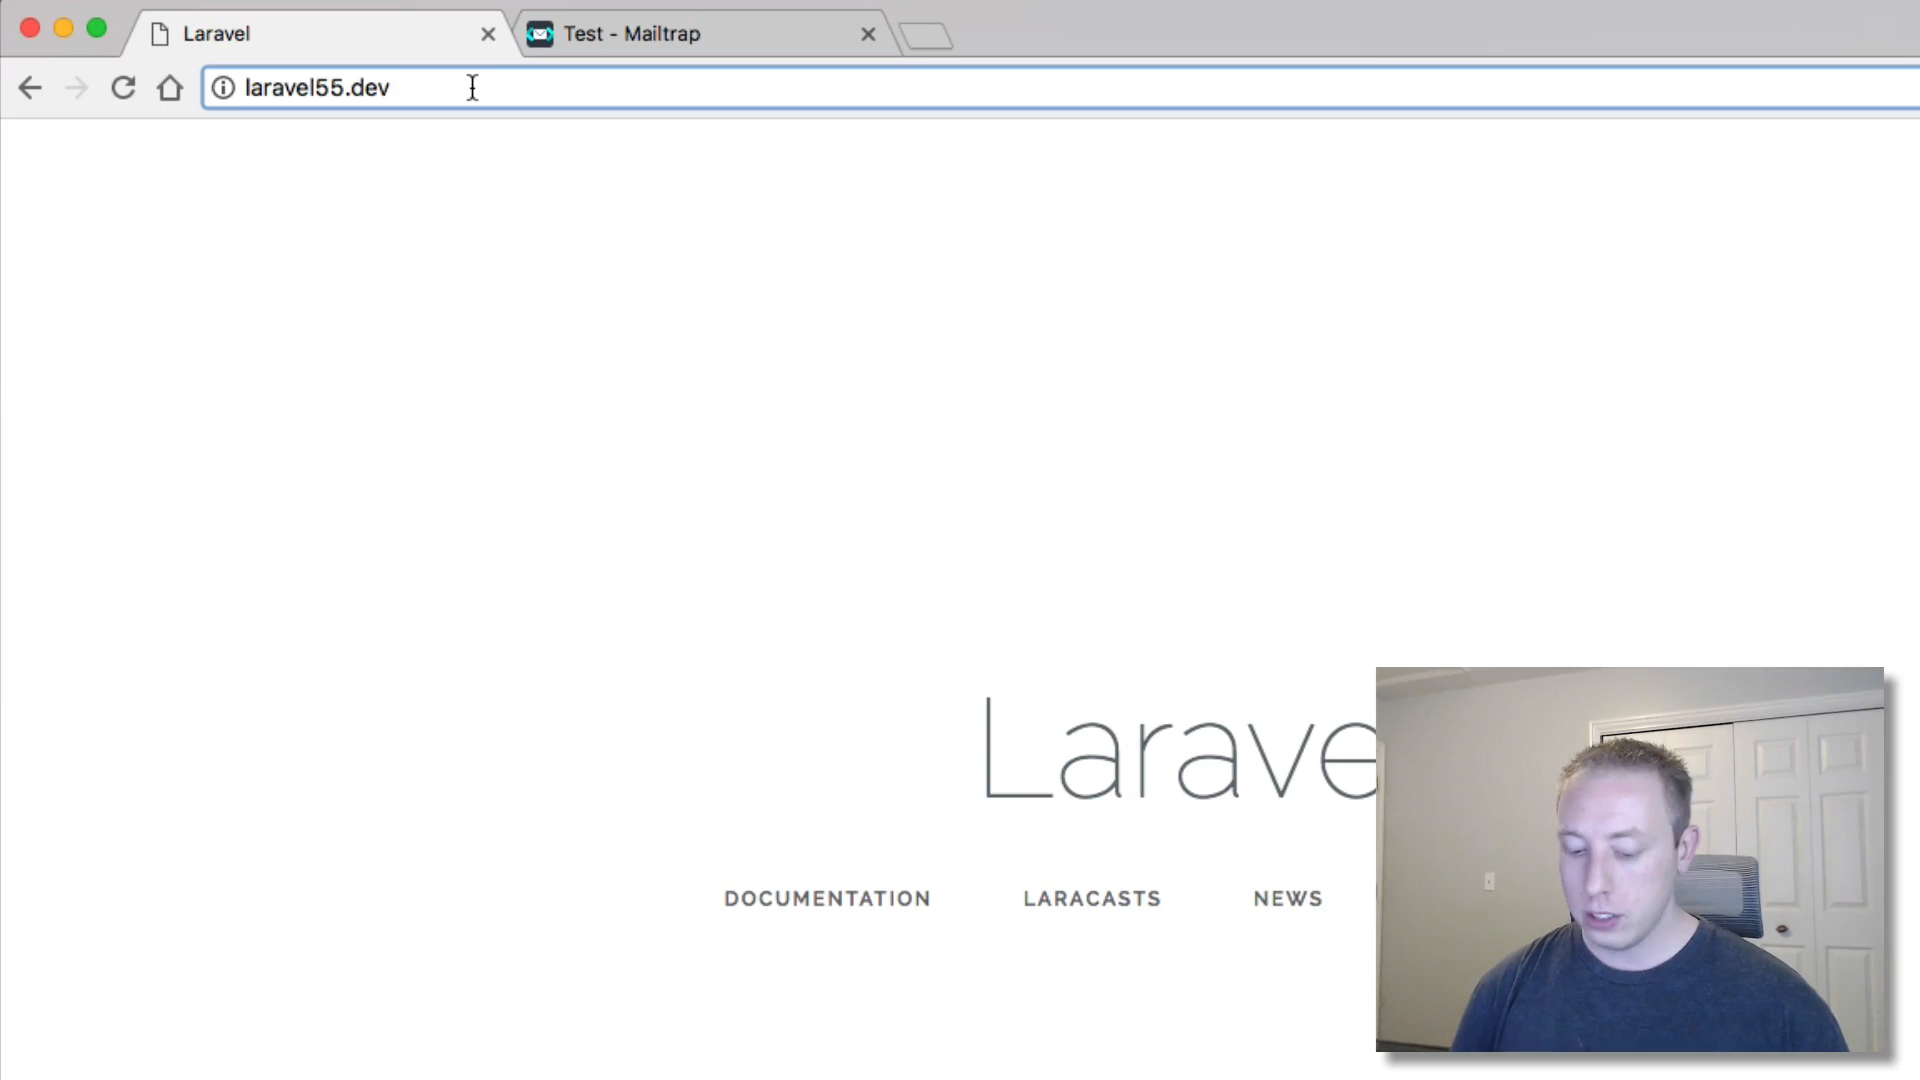 Laravel
Test - Mailtrap
laravel55.dev
Larave
DOCUMENTATION
LARACASTS
NEWS